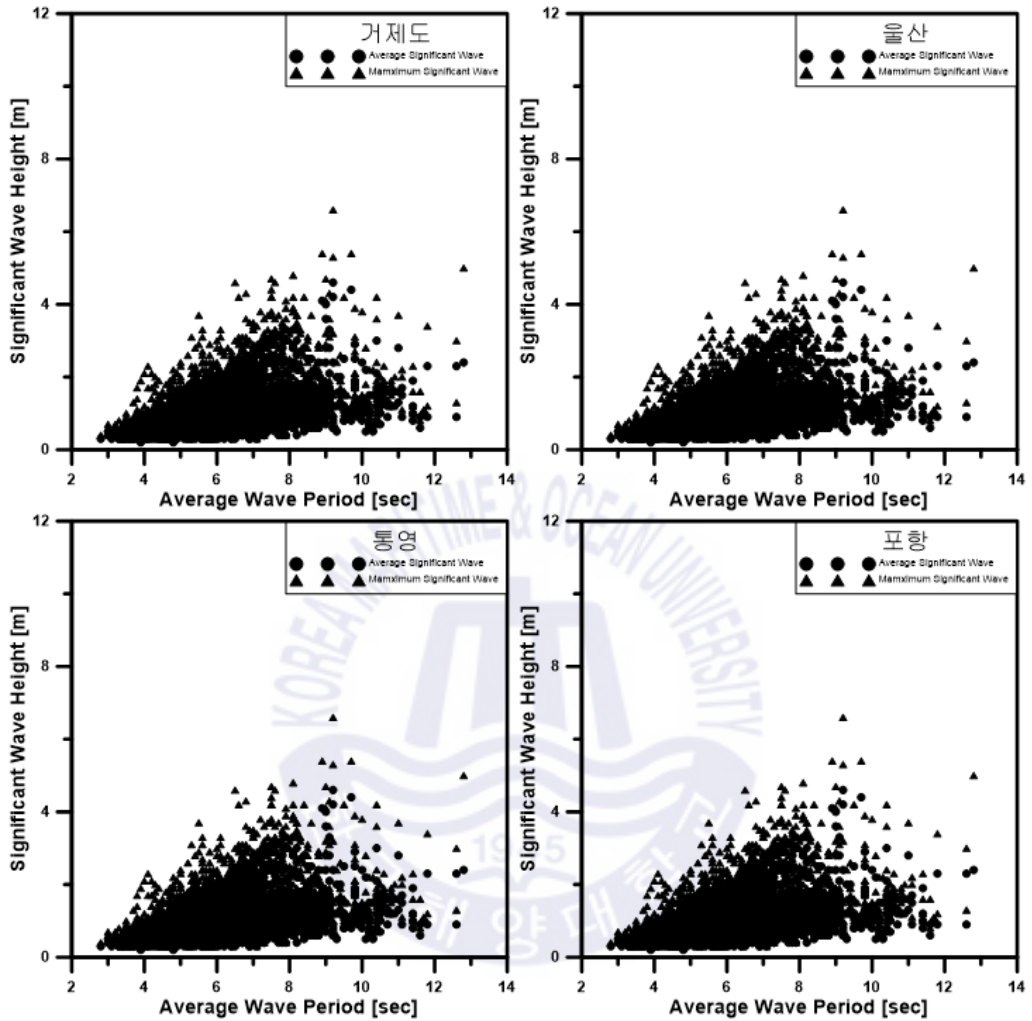 12
거제도
Average Significant Wave
Mamximum Significant Wave
8
4
0
Significant Wave Height [m]
2 4 6 8 10 12 14
Average Wave Period [sec]
12
울산
Average Significant Wave
Mamximum Significant Wave
8
4
0
Significant Wave Height [m]
2 4 6 8 10 12 14
Average Wave Period [sec]
12
통영
Average Significant Wave
Mamximum Significant Wave
8
4
0
Significant Wave Height [m]
2 4 6 8 10 12 14
Average Wave Period [sec]
12
포항
Average Significant Wave
Mamximum Significant Wave
8
4
0
Significant Wave Height [m]
2 4 6 8 10 12 14
Average Wave Period [sec]
KOREA MARITIME & OCEAN UNIVERSITY